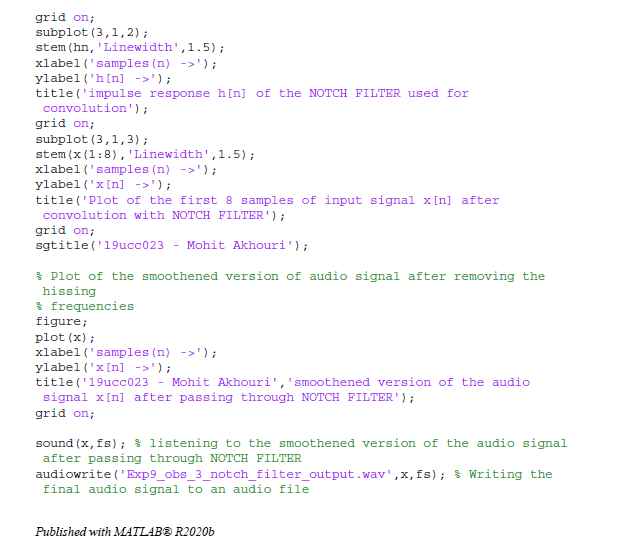 grid on;
subplot(3,1,2);
stem(hn,'Linewidth',1.5);
xlabel('samples(n) ->');
ylabel('h[n] ->');
title('impulse response h[n] of the NOTCH FILTER used for
convolution');
grid on;
subplot(3,1,3);
stem(x(1:8),'Linewidth',1.5);
xlabel('samples(n) ->');
ylabel('x[n] ->');
title('Plot of the first 8 samples of input signal x[n] after
convolution with NOTCH FILTER');
grid on;
sgtitle('19ucc023 - Mohit Akhouri');
% Plot of the smoothened version of audio signal after removing the
hissing
% frequencies
figure;
plot(x);
xlabel('samples(n) ->');
ylabel('x[n] ->');
title('19ucc023 - Mohit Akhouri','smoothened version of the audio
signal x[n] after passing through NOTCH FILTER');
grid on;
sound(x,fs); % listening to the smoothened version of the audio signal
after passing through NOTCH FILTER
audiowrite('Exp9_obs_3_notch_filter_output.wav',x,fs); % Writing the
final audio signal to an audio file
Published with MATLAB® R2020b